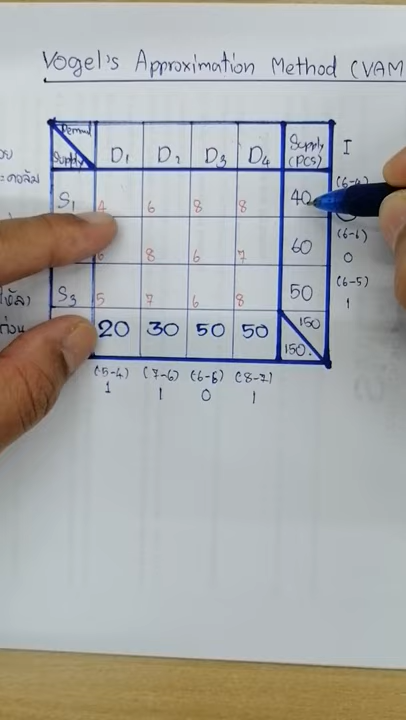 Vogel's Approximation Method (VAM
Demand
Supply
D1 D2 D3 D4 Supply (PCS) I
S1 4 6 8 8 40 (6-4)
6 8 6 7 60 (6-6)
0
S3 5 7 6 8 50 (6-5)
1
20 30 50 50 150
150
(5-4) (7-6) (6-6) (8-7)
1 1 0 1